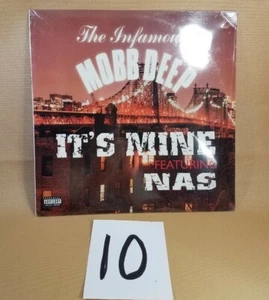 The Infamous
MOBB DEEP
IT'S MINE
FEATURING
NAS
10